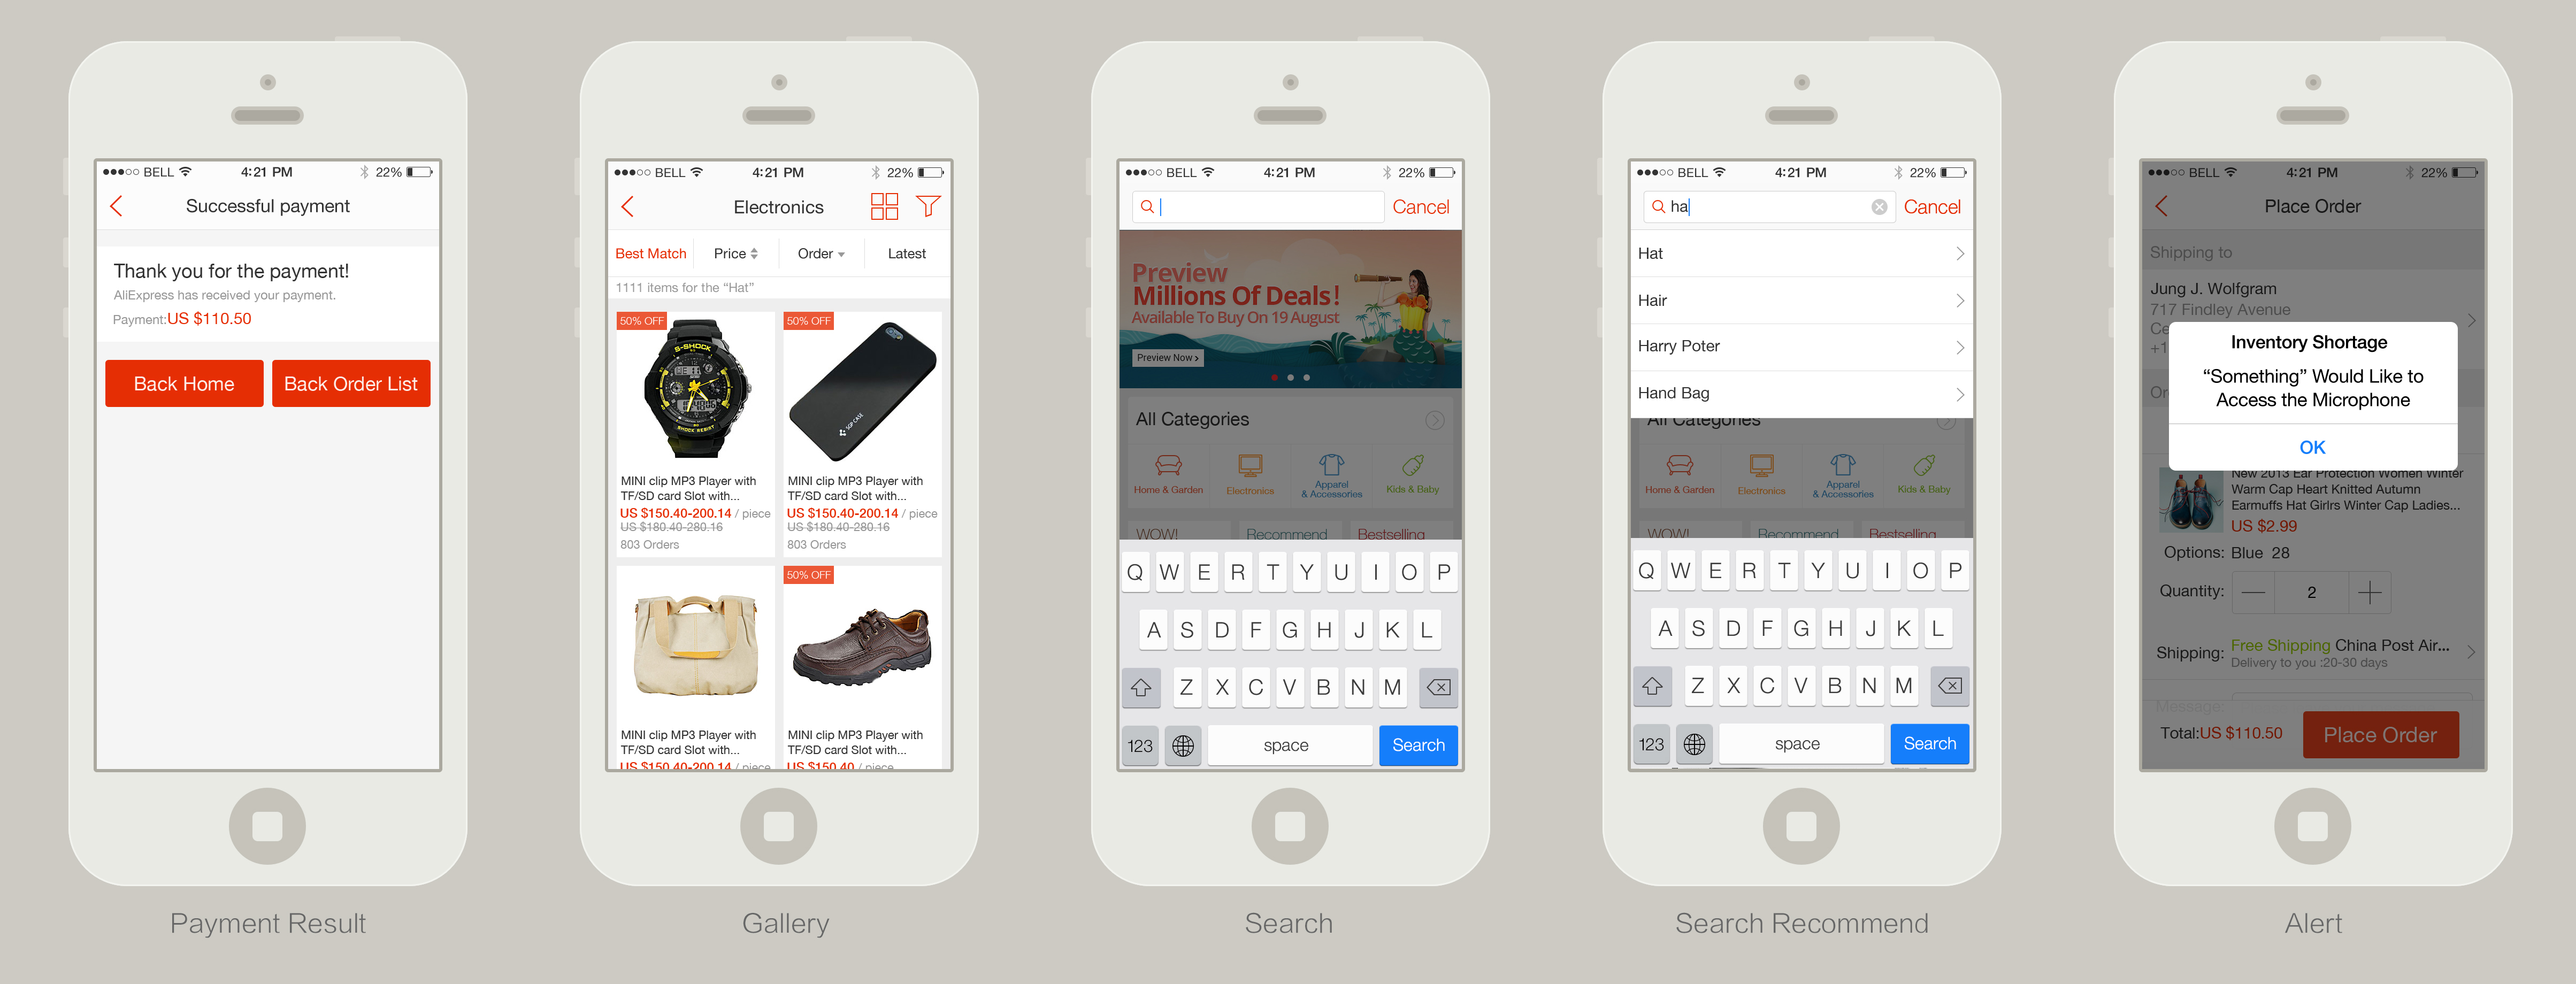 BELL 4:21 PM 22%
Successful payment
Thank you for the payment!
AliExpress has received your payment.
Payment:US $110.50
Back Home
Back Order List
Payment Result
BELL 4:21 PM 22%
Electronics
Best Match
Price
Order
Latest
1111 items for the “Hat”
50% OFF
S-SHOCK
SHOCK RESIST
MINI clip MP3 Player with
TF/SD card Slot with...
US $150.40-200.14 / piece
US $180.40-280.16
803 Orders
50% OFF
SGP CASE
MINI clip MP3 Player with
TF/SD card Slot with...
US $150.40-200.14 / piece
US $180.40-280.16
803 Orders
MINI clip MP3 Player with
TF/SD card Slot with...
US $150.40-200.14 / piece
50% OFF
MINI clip MP3 Player with
TF/SD card Slot with...
US $150.40 / piece
Gallery
BELL 4:21 PM 22%
Cancel
Preview
Millions Of Deals!
Available To Buy On 19 August
Preview Now ›
All Categories
Home & Garden
Electronics
Apparel
& Accessories
Kids & Baby
WOW!
Recommend
Bestselling
Q W E R T Y U I O P
A S D F G H J K L
Z X C V B N M
123 space Search
Search
BELL 4:21 PM 22%
ha
Cancel
Hat
Hair
Harry Poter
Hand Bag
All Categories
Home & Garden
Electronics
Apparel
& Accessories
Kids & Baby
WOW!
Recommend
Bestselling
Q W E R T Y U I O P
A S D F G H J K L
Z X C V B N M
123 space Search
Search Recommend
BELL 4:21 PM 22%
Place Order
Shipping to
Jung J. Wolfgram
717 Findley Avenue
Ce
+1
Or
Inventory Shortage
“Something” Would Like to
Access the Microphone
OK
New 2013 Ear Protection Women Winter
Warm Cap Heart Knitted Autumn
Earmuffs Hat Girlrs Winter Cap Ladies...
US $2.99
Options: Blue 28
Quantity: 2
Shipping: Free Shipping China Post Air...
Delivery to you :20-30 days
Message:
Total:US $110.50
Place Order
Alert